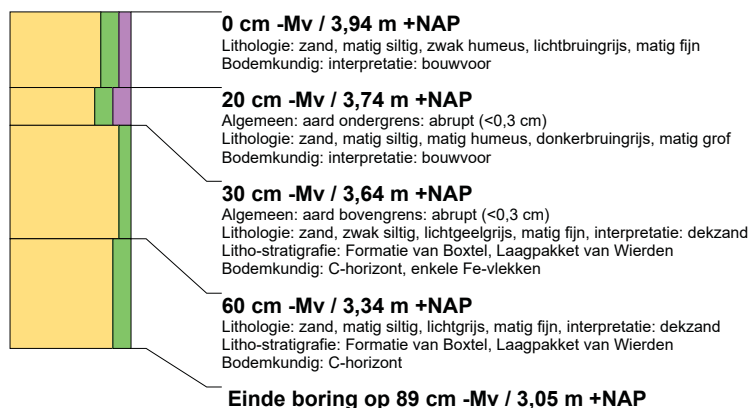 0 cm -Mv / 3,94 m +NAP
Lithologie: zand, matig siltig, zwak humeus, lichtbruingrijs, matig fijn
Bodemkundig: interpretatie: bouwvoor
20 cm -Mv / 3,74 m +NAP
Algemeen: aard ondergrens: abrupt (<0,3 cm)
Lithologie: zand, matig siltig, matig humeus, donkerbruingrijs, matig grof
Bodemkundig: interpretatie: bouwvoor
30 cm -Mv / 3,64 m +NAP
Algemeen: aard bovengrens: abrupt (<0,3 cm)
Lithologie: zand, zwak siltig, lichtgeelgrijs, matig fijn, interpretatie: dekzand
Litho-stratigrafie: Formatie van Boxtel, Laagpakket van Wierden
Bodemkundig: C-horizont, enkele Fe-vlekken
60 cm -Mv / 3,34 m +NAP
Lithologie: zand, matig siltig, lichtgrijs, matig fijn, interpretatie: dekzand
Litho-stratigrafie: Formatie van Boxtel, Laagpakket van Wierden
Bodemkundig: C-horizont
Einde boring op 89 cm -Mv / 3,05 m +NAP